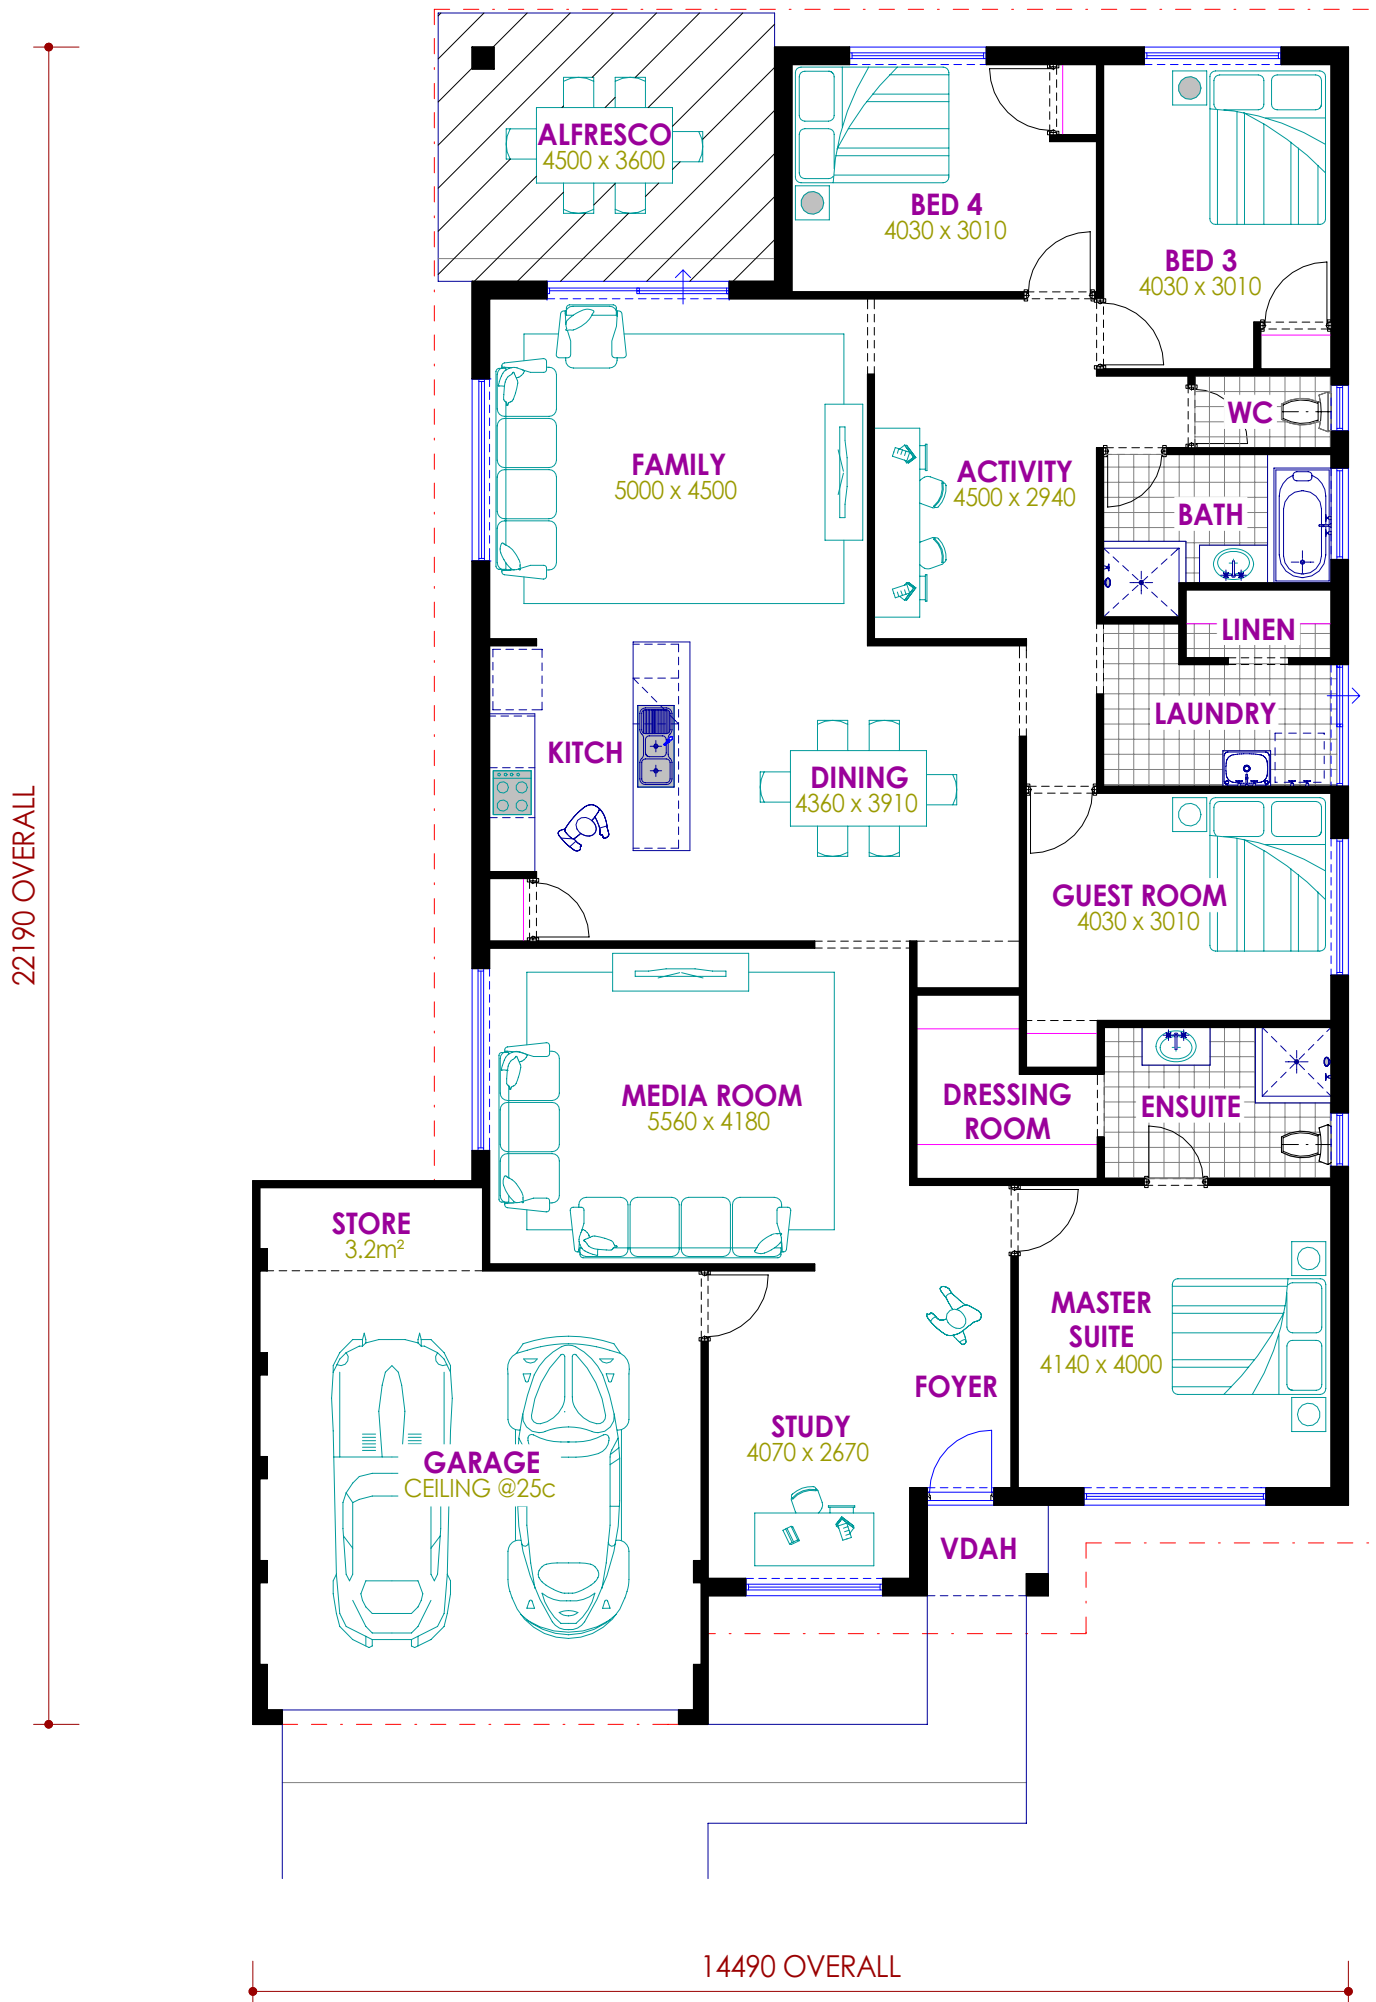 ALFRESCO
4500 x 3600
BED 4
4030 x 3010
BED 3
4030 x 3010
WC
FAMILY
5000 x 4500
ACTIVITY
4500 x 2940
BATH
LINEN
LAUNDRY
KITCH
DINING
4360 x 3910
22190 OVERALL
GUEST ROOM
4030 x 3010
MEDIA ROOM
5560 x 4180
DRESSING
ROOM
ENSUITE
STORE
3.2m²
MASTER
SUITE
4140 x 4000
FOYER
STUDY
4070 x 2670
GARAGE
CEILING @25c
VDAH
14490 OVERALL